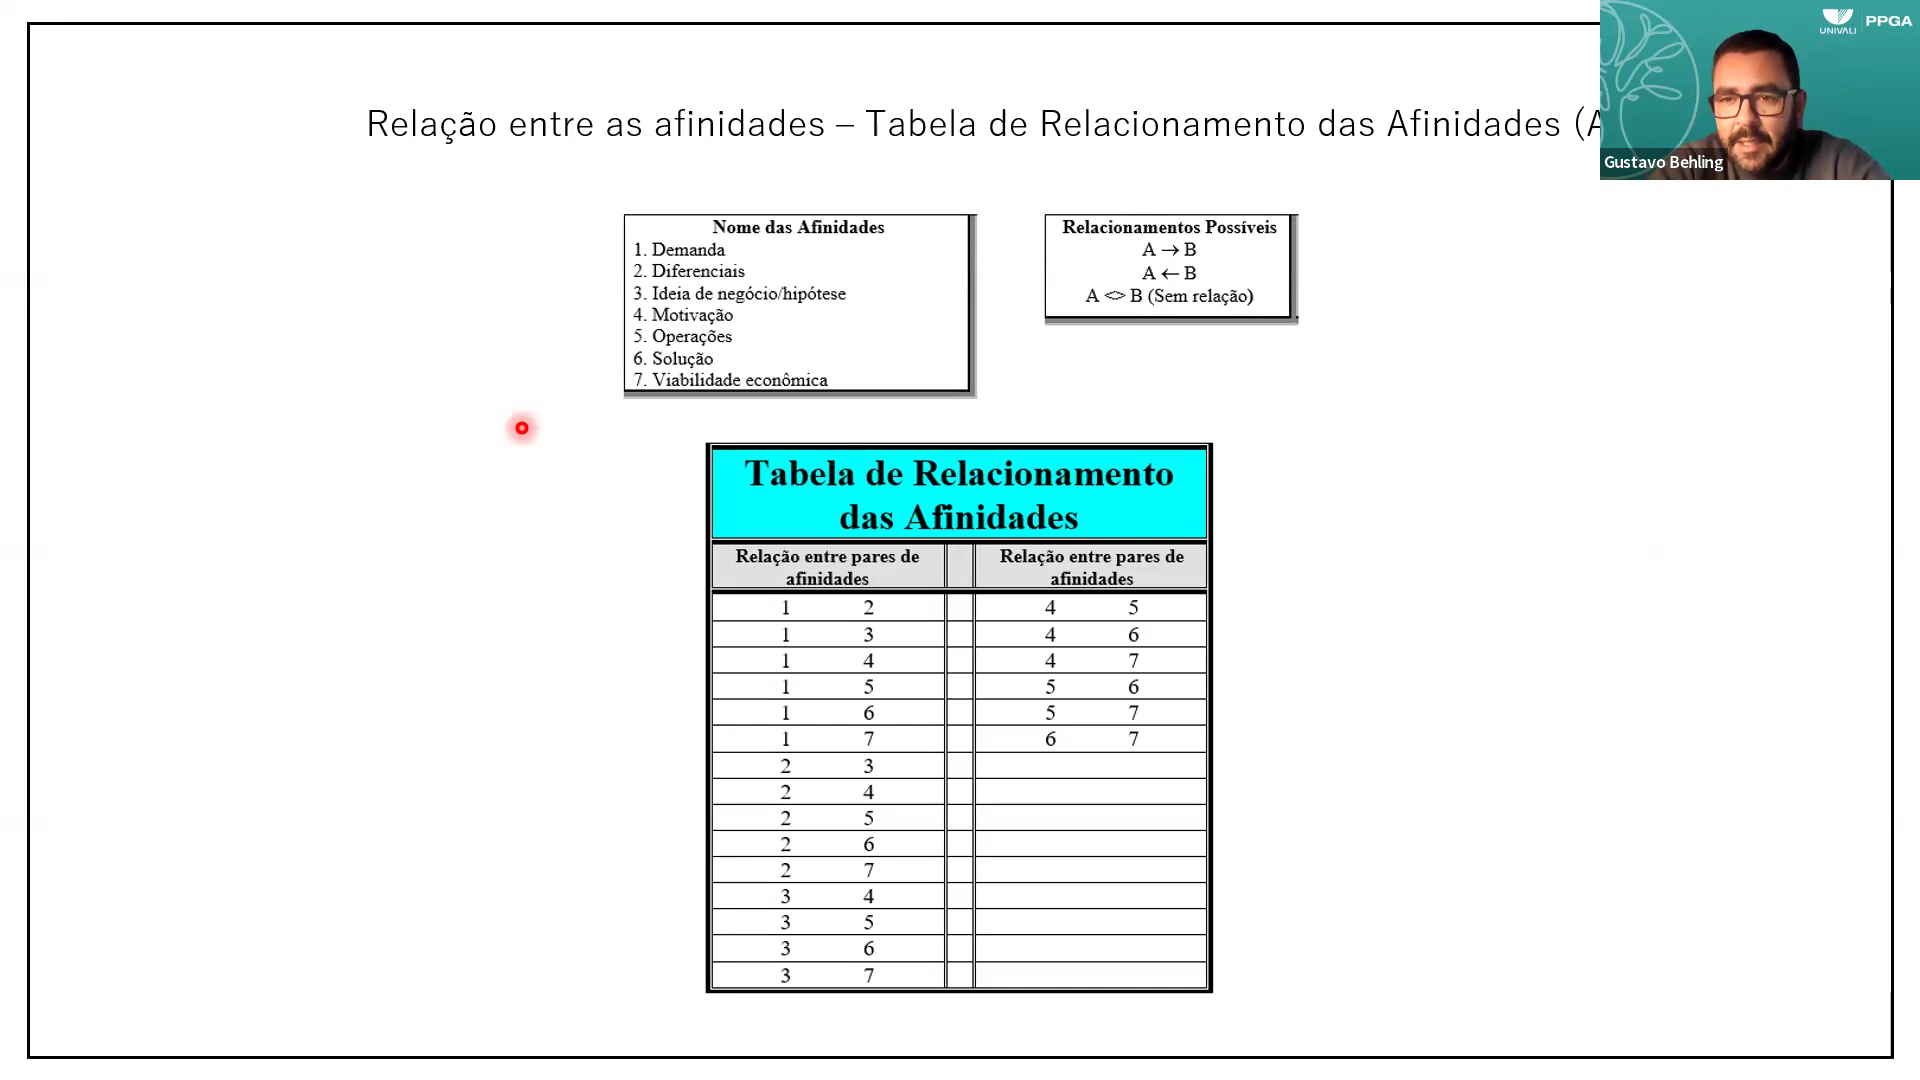 UNIVALI | PPGA
Relação entre as afinidades – Tabela de Relacionamento das Afinidades (A
Gustavo Behling
Nome das Afinidades
1. Demanda
2. Diferenciais
3. Ideia de negócio/hipótese
4. Motivação
5. Operações
6. Solução
7. Viabilidade econômica
Relacionamentos Possíveis
A → B
A ← B
A <> B (Sem relação)
Tabela de Relacionamento
das Afinidades
Relação entre pares de
afinidades
Relação entre pares de
afinidades
1 2 4 5
1 3 4 6
1 4 4 7
1 5 5 6
1 6 5 7
1 7 6 7
2 3
2 4
2 5
2 6
2 7
3 4
3 5
3 6
3 7